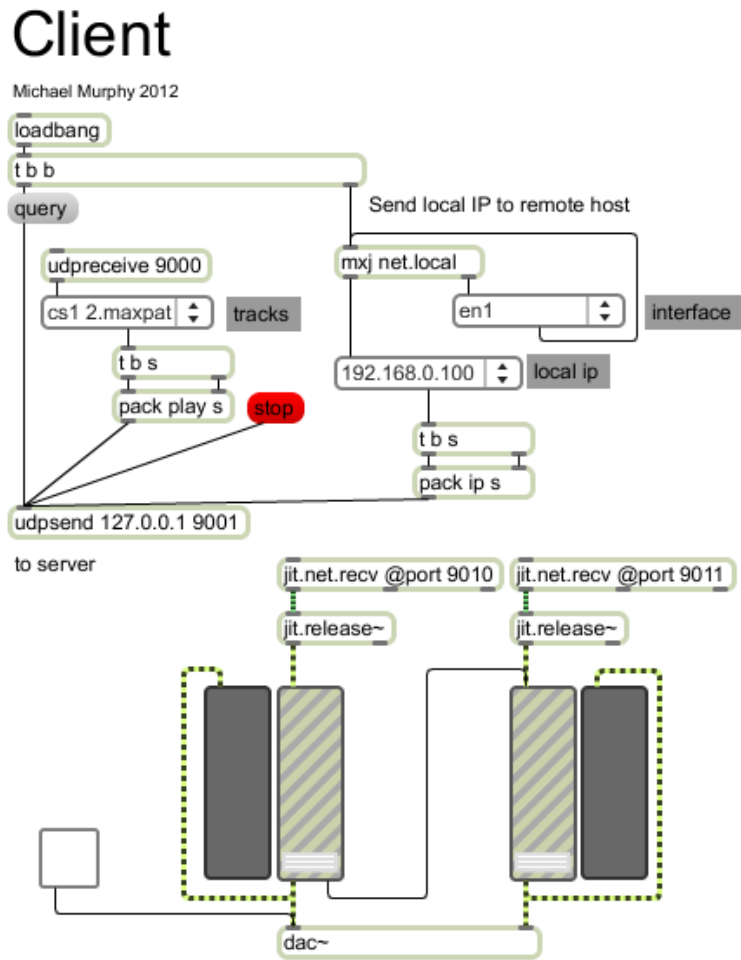 Client
Michael Murphy 2012
loadbang
t b b
query
Send local IP to remote host
udpreceive 9000
mxj net.local
cs1 2.maxpat
tracks
en1
interface
t b s
192.168.0.100
local ip
pack play s
stop
t b s
pack ip s
udpsend 127.0.0.1 9001
to server
jit.net.recv @port 9010
jit.net.recv @port 9011
jit.release~
jit.release~
dac~